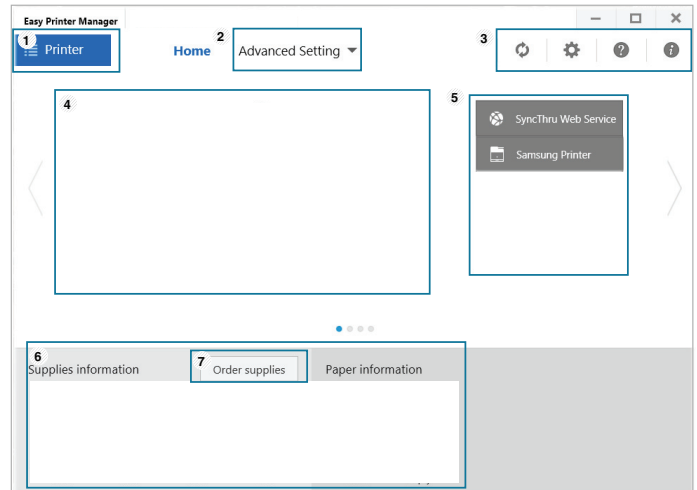 Easy Printer Manager
1 Printer
Home
2 Advanced Setting
3
4
5
SyncThru Web Service
Samsung Printer
6
Supplies information
7
Order supplies
Paper information